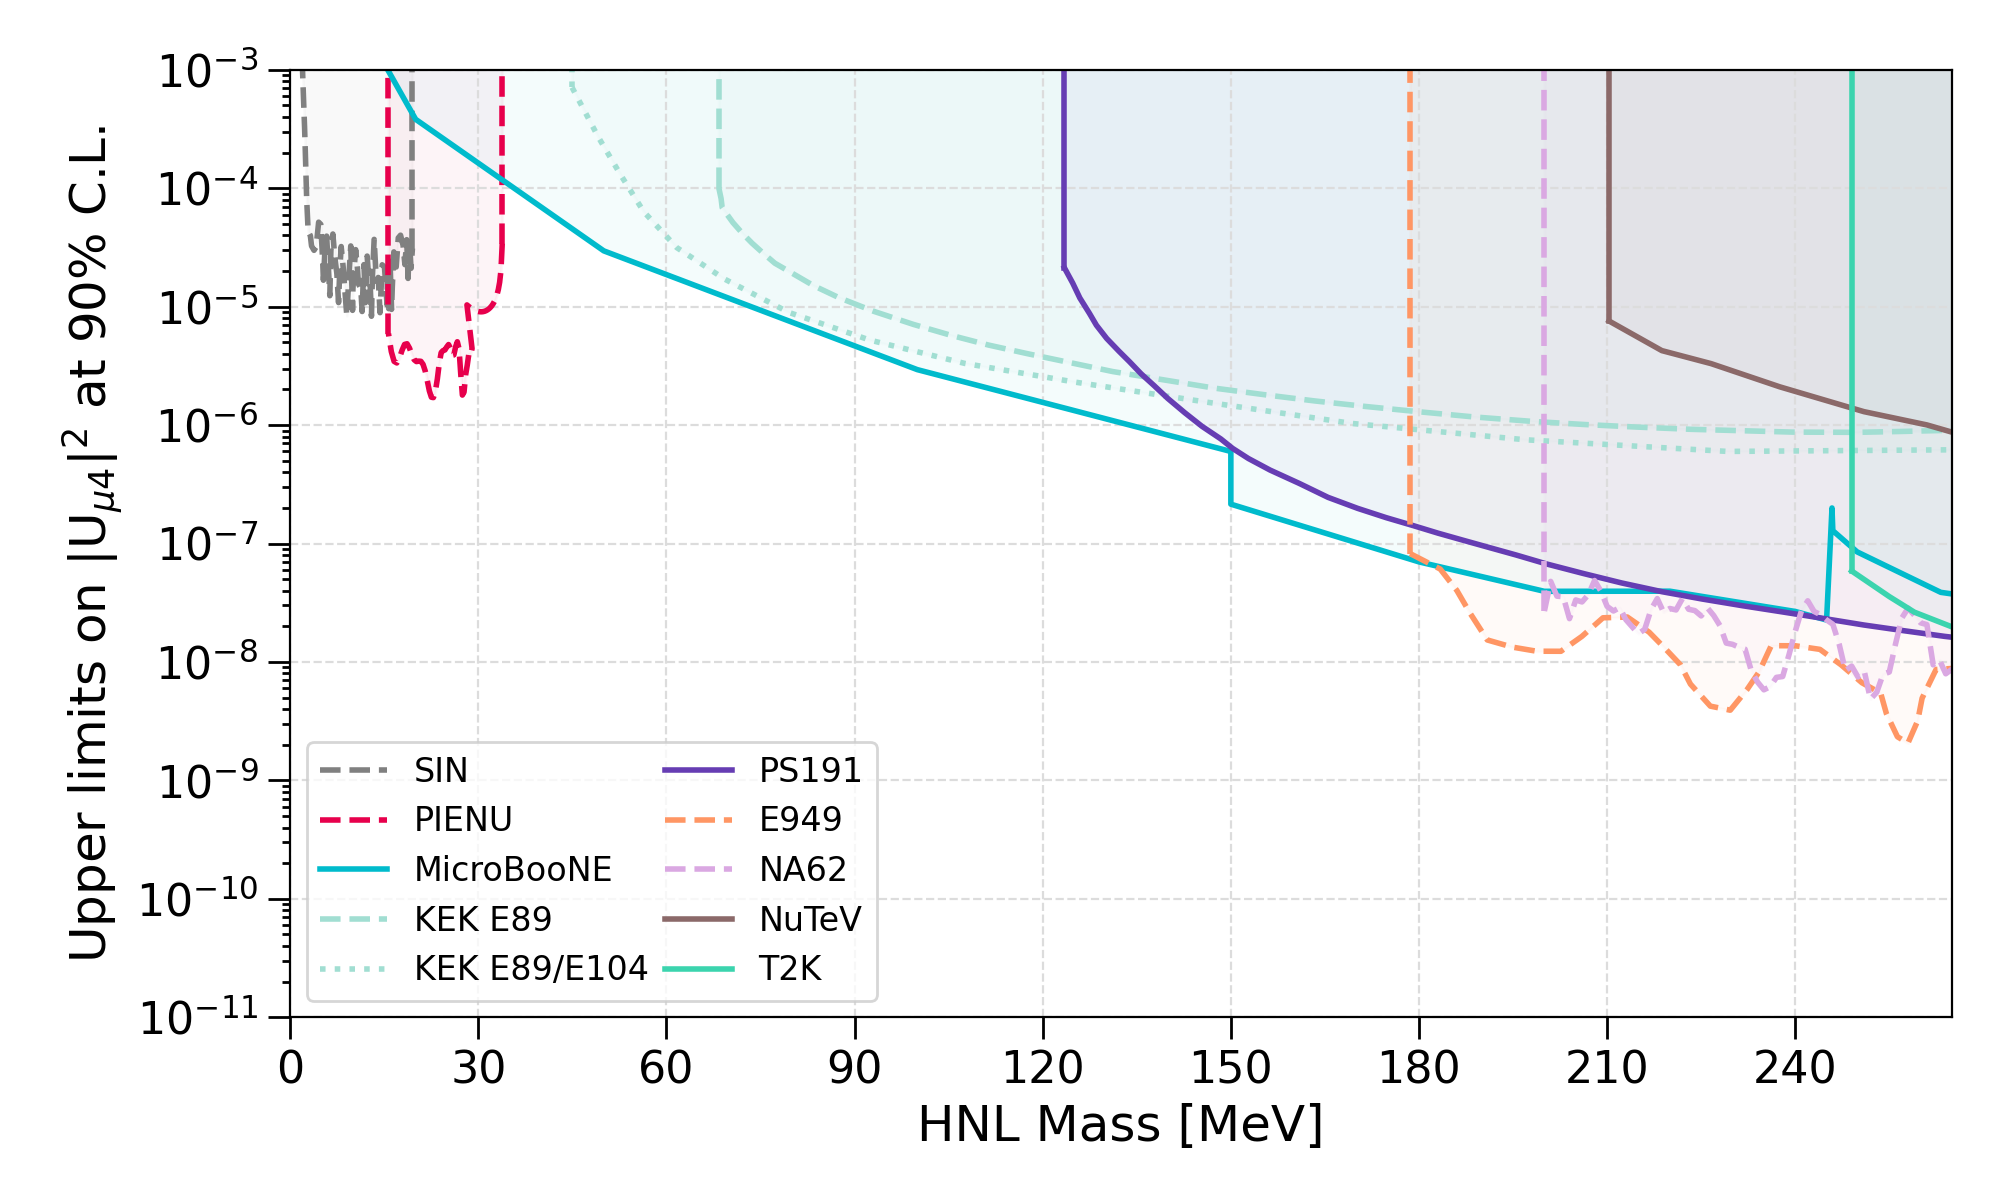 Upper limits on |U_{μ4}|² at 90% C.L.
10⁻³
10⁻⁴
10⁻⁵
10⁻⁶
10⁻⁷
10⁻⁸
10⁻⁹
10⁻¹⁰
10⁻¹¹
SIN
PIENU
MicroBooNE
KEK E89
KEK E89/E104
PS191
E949
NA62
NuTeV
T2K
0 30 60 90 120 150 180 210 240
HNL Mass [MeV]